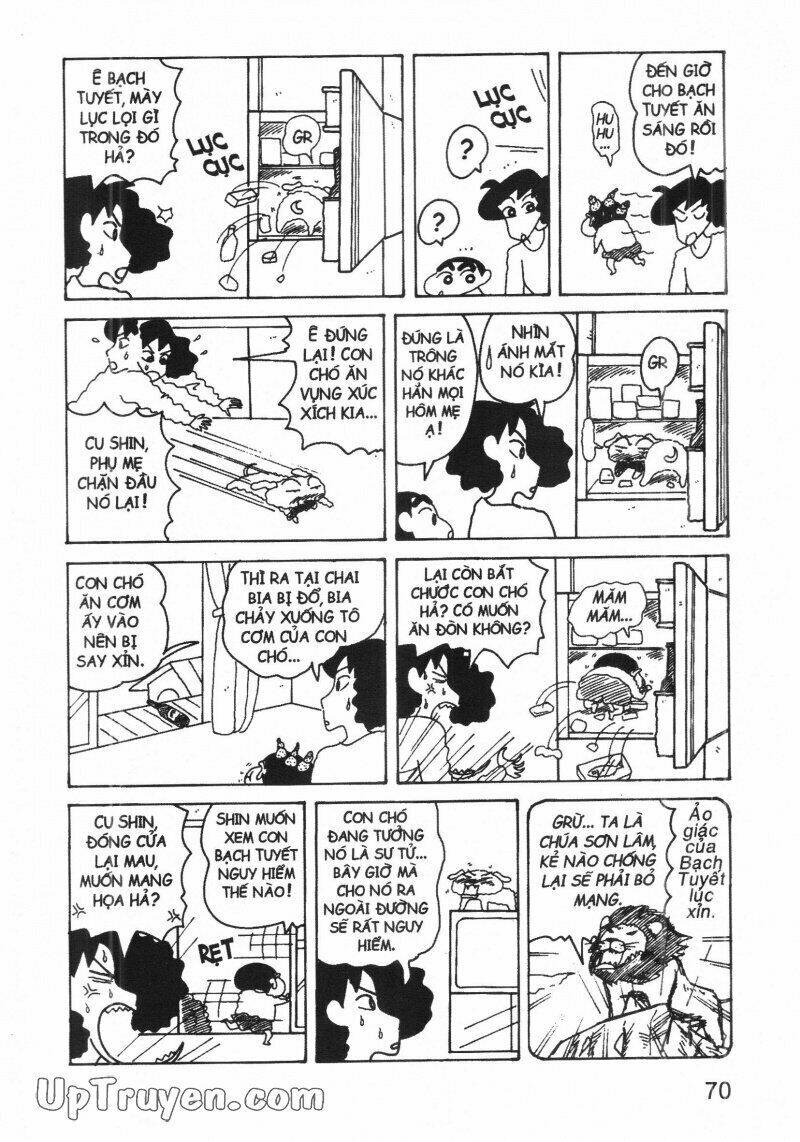 ĐẾN GIỜ
CHO BẠCH
TUYẾT ĂN
SÁNG RỒI
ĐÓ!
HU
HU
...
LỤC
CỤC
?
?
LỤC
CỤC
GR
Ê BẠCH
TUYẾT, MÀY
LỤC LỌI GÌ
TRONG ĐÓ
HẢ?
GR
NHÌN
ÁNH MẮT
NÓ KÌA!
ĐÚNG LÀ
TRÔNG
NÓ KHÁC
HẲN MỌI
HÔM MẸ
Ạ!
Ê ĐỨNG
LẠI! CON
CHÓ ĂN
VỤNG XÚC
XÍCH KIA...
CU SHIN,
PHỤ MẸ
CHẶN ĐẦU
NÓ LẠI!
MĂM
MĂM...
LẠI CÒN BẮT
CHƯỚC CON CHÓ
HẢ? CÓ MUỐN
ĂN ĐÒN KHÔNG?
THÌ RA TẠI CHAI
BIA BỊ ĐỔ, BIA
CHẢY XUỐNG TÔ
CƠM CỦA CON
CHÓ...
CON CHÓ
ĂN CƠM
ẤY VÀO
NÊN BỊ
SAY XỈN.
Ảo
giác
của
Bạch
Tuyết
lúc
xỉn.
GRỪ... TA LÀ
CHÚA SƠN LÂM,
KẺ NÀO CHỐNG
LẠI SẼ PHẢI BỎ
MẠNG.
CON CHÓ
ĐANG TƯỞNG
NÓ LÀ SƯ TỬ...
BÂY GIỜ MÀ
CHO NÓ RA
NGOÀI ĐƯỜNG
SẼ RẤT NGUY
HIỂM.
SHIN MUỐN
XEM CON
BẠCH TUYẾT
NGUY HIỂM
THẾ NÀO!
RẸT
CU SHIN,
ĐÓNG CỬA
LẠI MAU,
MUỐN MANG
HỌA HẢ?
70
UpTruyen.com